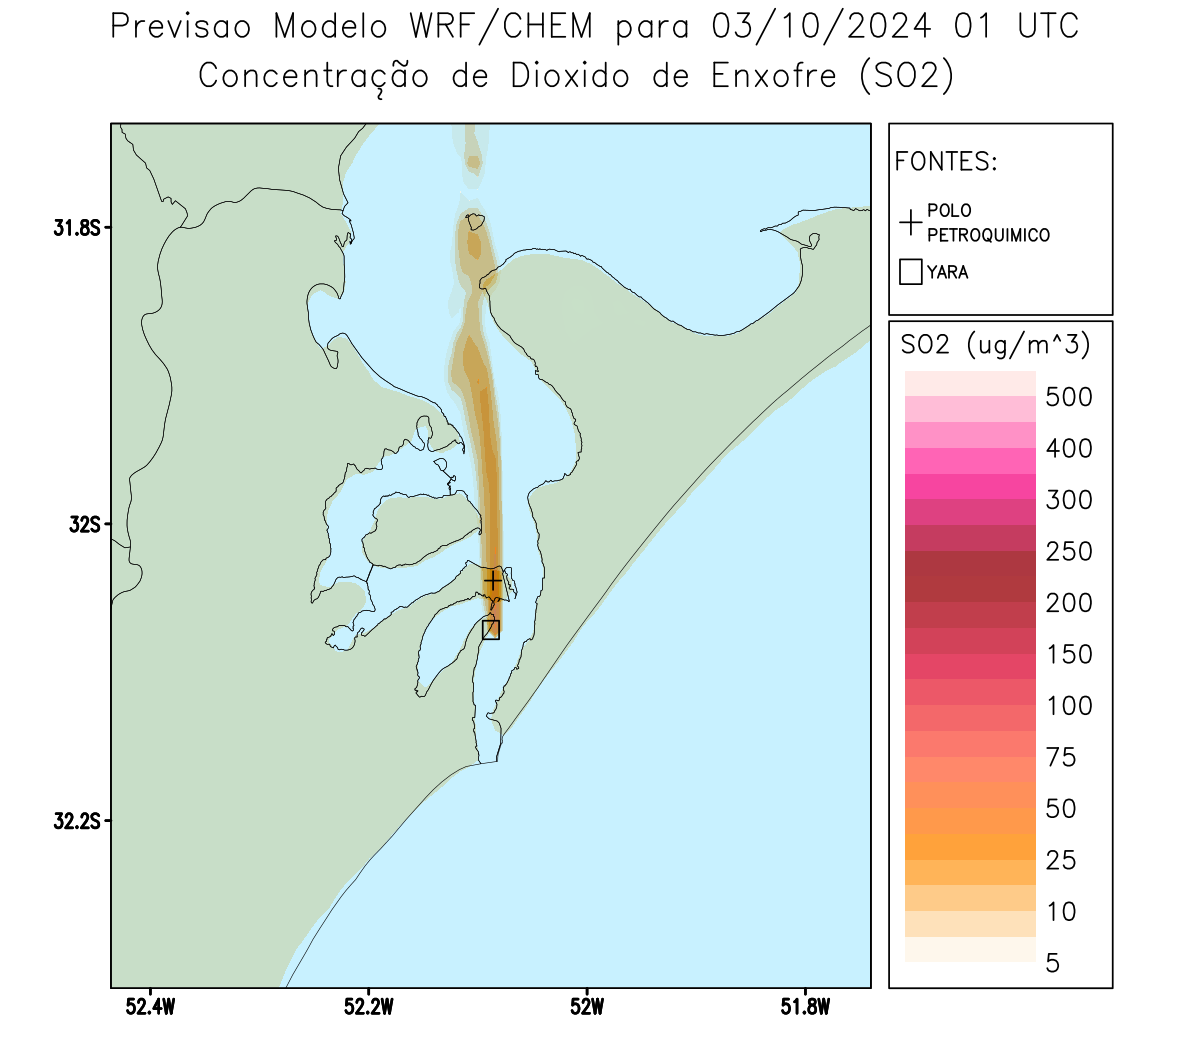 Previsao Modelo WRF/CHEM para 03/10/2024 01 UTC
Concentração de Dioxido de Enxofre (SO2)
FONTES:
POLO
PETROQUIMICO
YARA
SO2 (ug/m^3)
500
400
300
250
200
150
100
75
50
25
10
5
31.8S
32S
32.2S
52.4W
52.2W
52W
51.8W